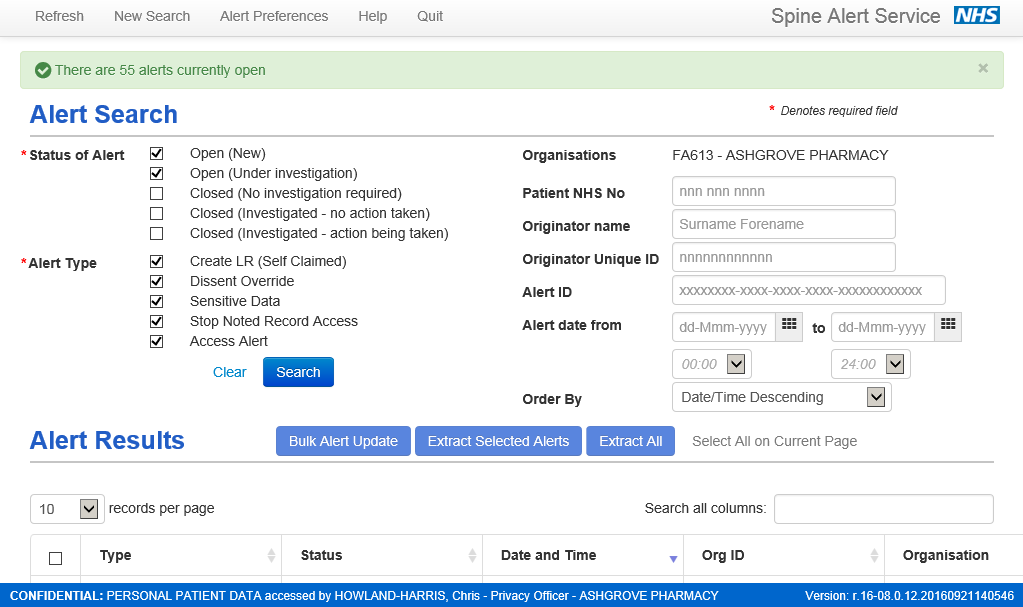 Refresh New Search Alert Preferences Help Quit Spine Alert Service NHS
There are 55 alerts currently open ×
Alert Search * Denotes required field
* Status of Alert
Open (New)
Open (Under investigation)
Closed (No investigation required)
Closed (Investigated - no action taken)
Closed (Investigated - action being taken)
* Alert Type
Create LR (Self Claimed)
Dissent Override
Sensitive Data
Stop Noted Record Access
Access Alert
Clear Search
Organisations FA613 - ASHGROVE PHARMACY
Patient NHS No nnn nnn nnnn
Originator name Surname Forename
Originator Unique ID nnnnnnnnnnnn
Alert ID xxxxxxxx-xxxx-xxxx-xxxx-xxxxxxxxxxxx
Alert date from dd-Mmm-yyyy to dd-Mmm-yyyy
00:00 24:00
Order By Date/Time Descending
Alert Results Bulk Alert Update Extract Selected Alerts Extract All Select All on Current Page
10 records per page Search all columns:
Type Status Date and Time Org ID Organisation
CONFIDENTIAL: PERSONAL PATIENT DATA accessed by HOWLAND-HARRIS, Chris - Privacy Officer - ASHGROVE PHARMACY Version: r.16-08.0.12.20160921140546